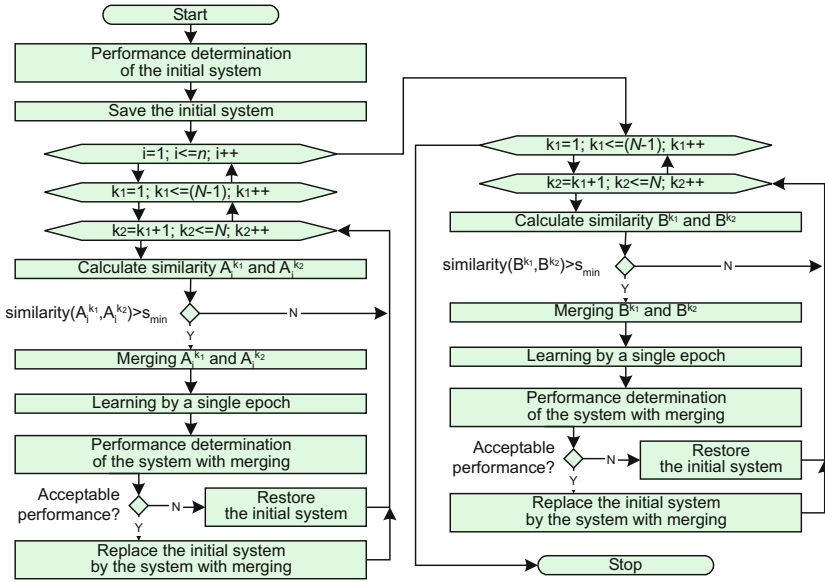 Start
Performance determination
of the initial system
Save the initial system
i=1; i<=n; i++
k₁=1; k₁<=(N-1); k₁++
k₂=k₁+1; k₂<=N; k₂++
Calculate similarity Aᵢᵏ¹ and Aᵢᵏ²
similarity(Aᵢᵏ¹,Aᵢᵏ²)>sₘᵢₙ
N
Y
Merging Aᵢᵏ¹ and Aᵢᵏ²
Learning by a single epoch
Performance determination
of the system with merging
Acceptable
performance?
N
Restore
the initial system
Y
Replace the initial system
by the system with merging
k₁=1; k₁<=(N-1); k₁++
k₂=k₁+1; k₂<=N; k₂++
Calculate similarity Bᵏ¹ and Bᵏ²
similarity(Bᵏ¹,Bᵏ²)>sₘᵢₙ
N
Y
Merging Bᵏ¹ and Bᵏ²
Learning by a single epoch
Performance determination
of the system with merging
Acceptable
performance?
N
Restore
the initial system
Y
Replace the initial system
by the system with merging
Stop